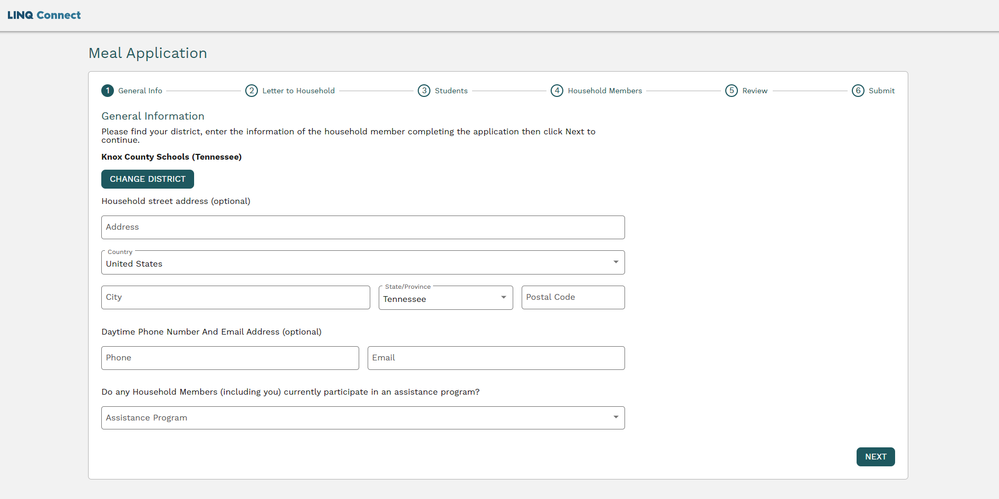 LINQ Connect
Meal Application
1 General Info 2 Letter to Household 3 Students 4 Household Members 5 Review 6 Submit
General Information
Please find your district, enter the information of the household member completing the application then click Next to
continue.
Knox County Schools (Tennessee)
CHANGE DISTRICT
Household street address (optional)
Address
Country
United States
City
State/Province
Tennessee
Postal Code
Daytime Phone Number And Email Address (optional)
Phone Email
Do any Household Members (including you) currently participate in an assistance program?
Assistance Program
NEXT